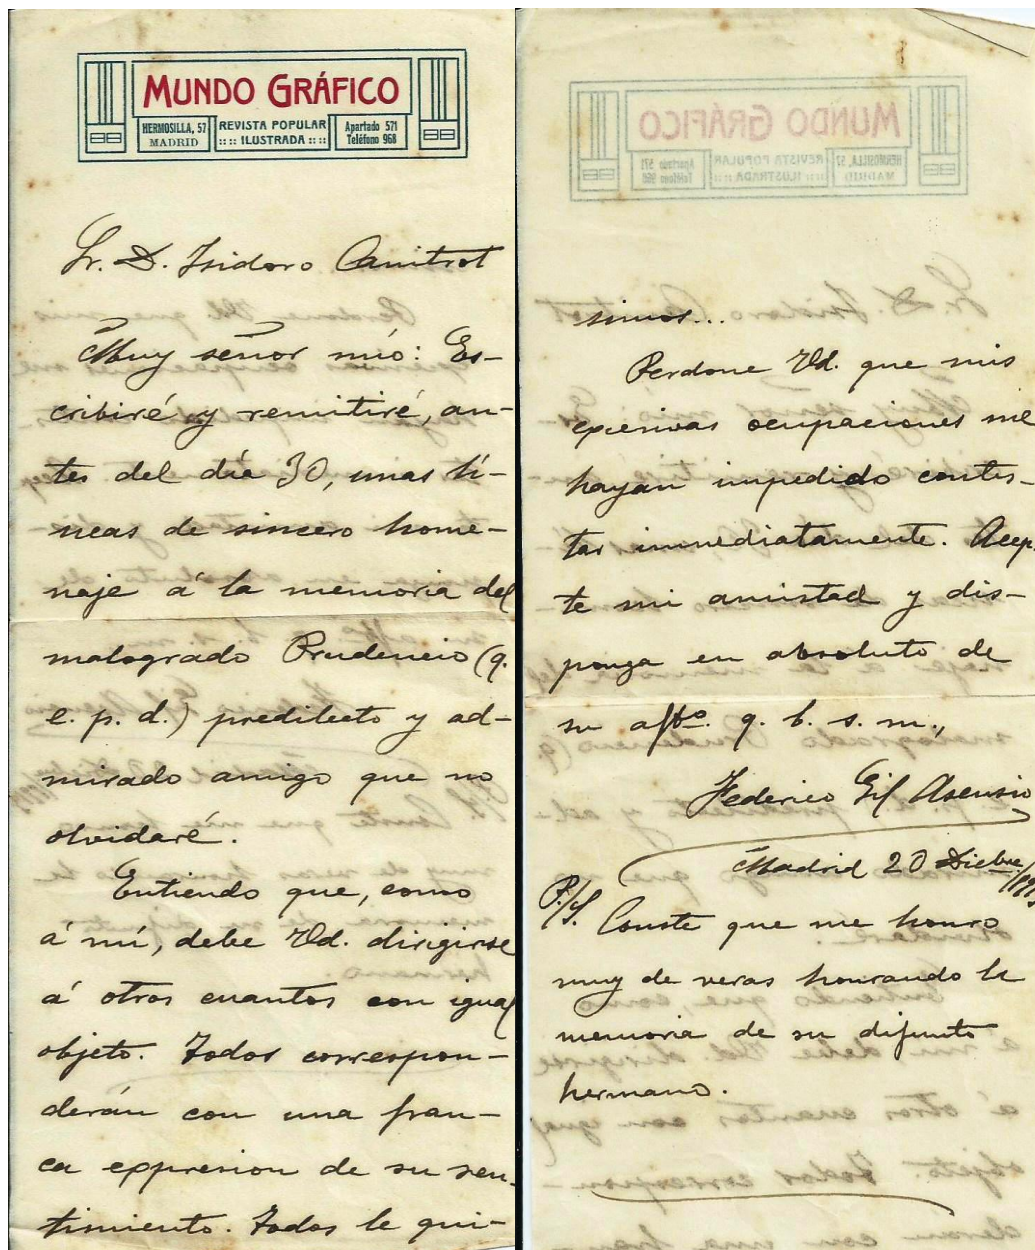 MUNDO GRÁFICO
HERMOSILLA, 57
MADRID
REVISTA POPULAR
:::: ILUSTRADA ::::
Apartado 571
Teléfono 968
Sr. D. Isidoro Canitrot
Muy señor mío: Es-
cribiré y remitiré, an-
tes del día 30, unas lí-
neas de sincero home-
naje á la memoria del
malogrado Prudencio (q.
e. p. d.) predilecto y ad-
mirado amigo que no
olvidaré.
Entiendo que, como
á mí, debe Vd. dirigirse
á otros cuantos con igual
objeto. Todos correspon-
derán con una fran-
ca expresion de su sen-
timiento. Todos le qui-
simos...
Perdone Vd. que mis
excesivas ocupaciones me
hayan impedido contes-
tar inmediatamente. Acep-
te mi amistad y dis-
ponga en absoluto de
su affmo. q. b. s. m.,
Federico Gil Asensio
Madrid 20 Dicbre
P./S. Conste que me honro
muy de veras honrando la
memoria de su difunto
hermano.